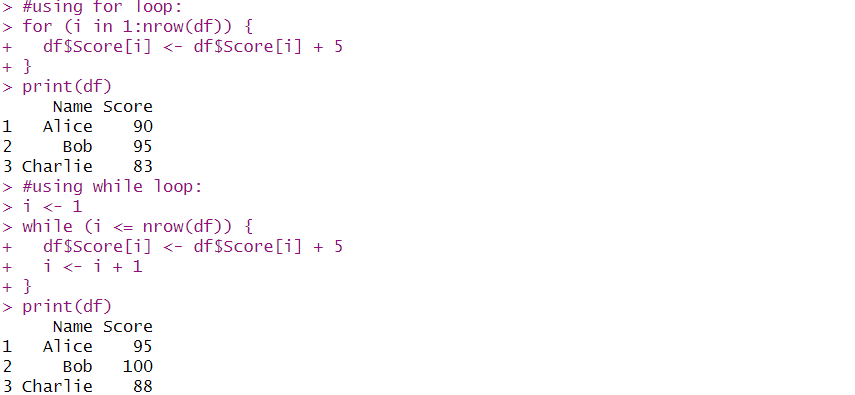 > #using for loop:
> for (i in 1:nrow(df)) {
+   df$Score[i] <- df$Score[i] + 5
+ }
> print(df)
     Name Score
1   Alice    90
2     Bob    95
3 Charlie    83
> #using while loop:
> i <- 1
> while (i <= nrow(df)) {
+   df$Score[i] <- df$Score[i] + 5
+   i <- i + 1
+ }
> print(df)
     Name Score
1   Alice    95
2     Bob   100
3 Charlie    88